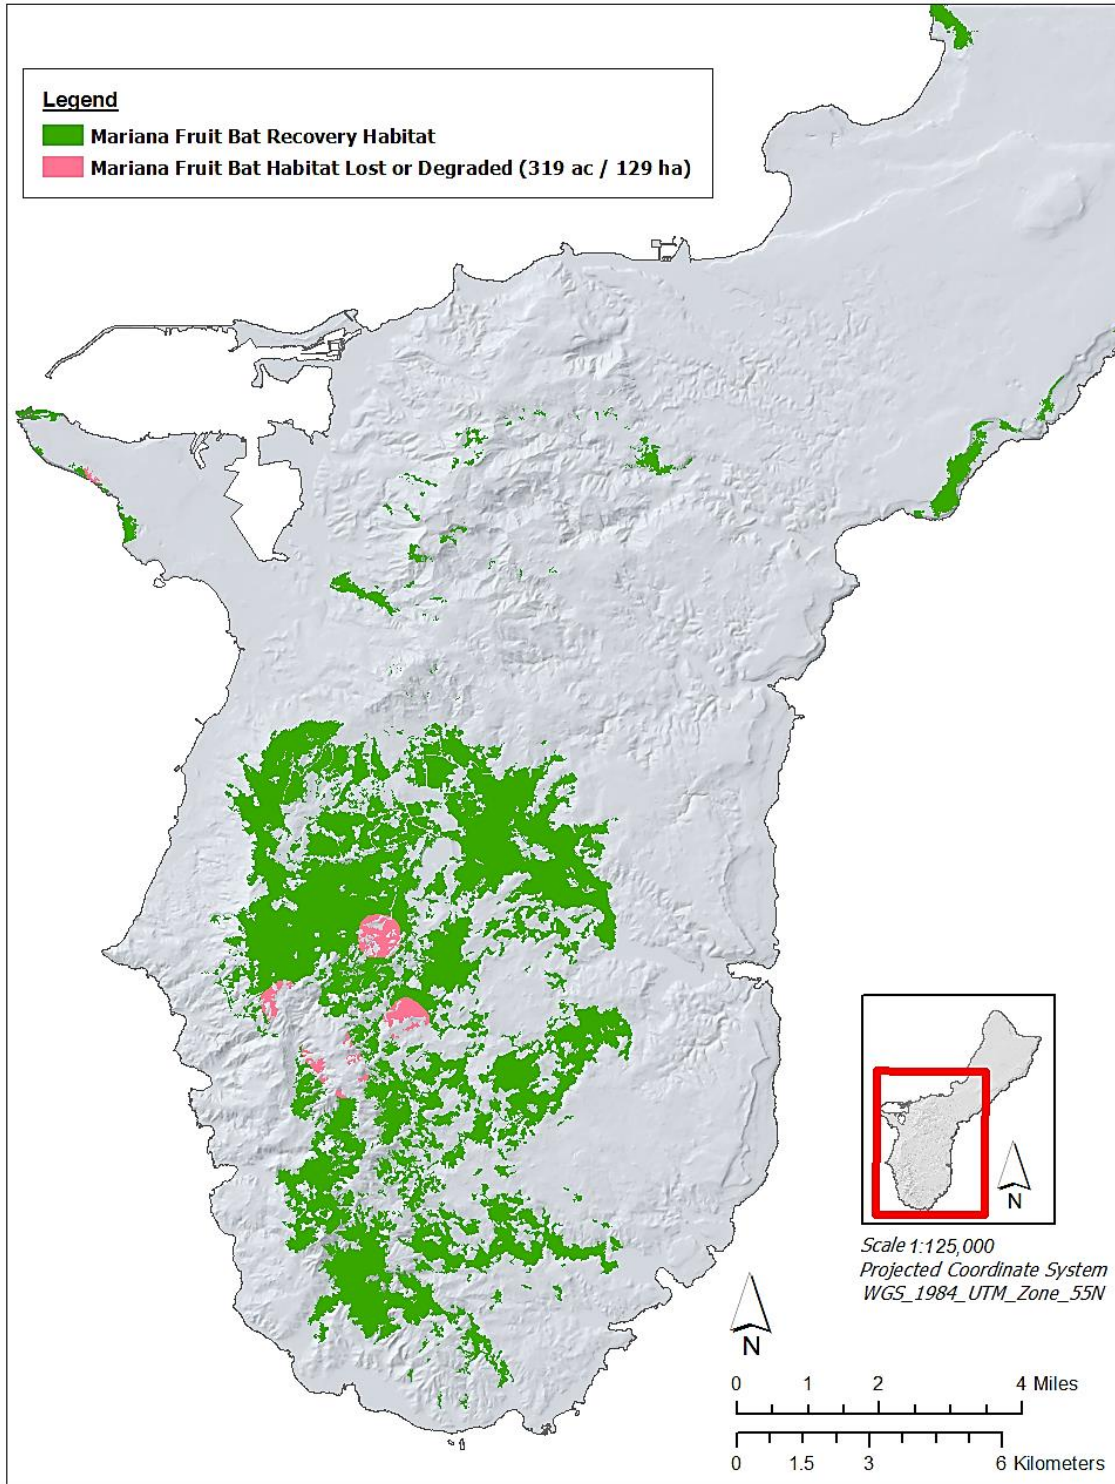 Legend
Mariana Fruit Bat Recovery Habitat
Mariana Fruit Bat Habitat Lost or Degraded (319 ac / 129 ha)
N
Scale 1:125,000
Projected Coordinate System
WGS_1984_UTM_Zone_55N
N
0 1 2 4 Miles
0 1.5 3 6 Kilometers